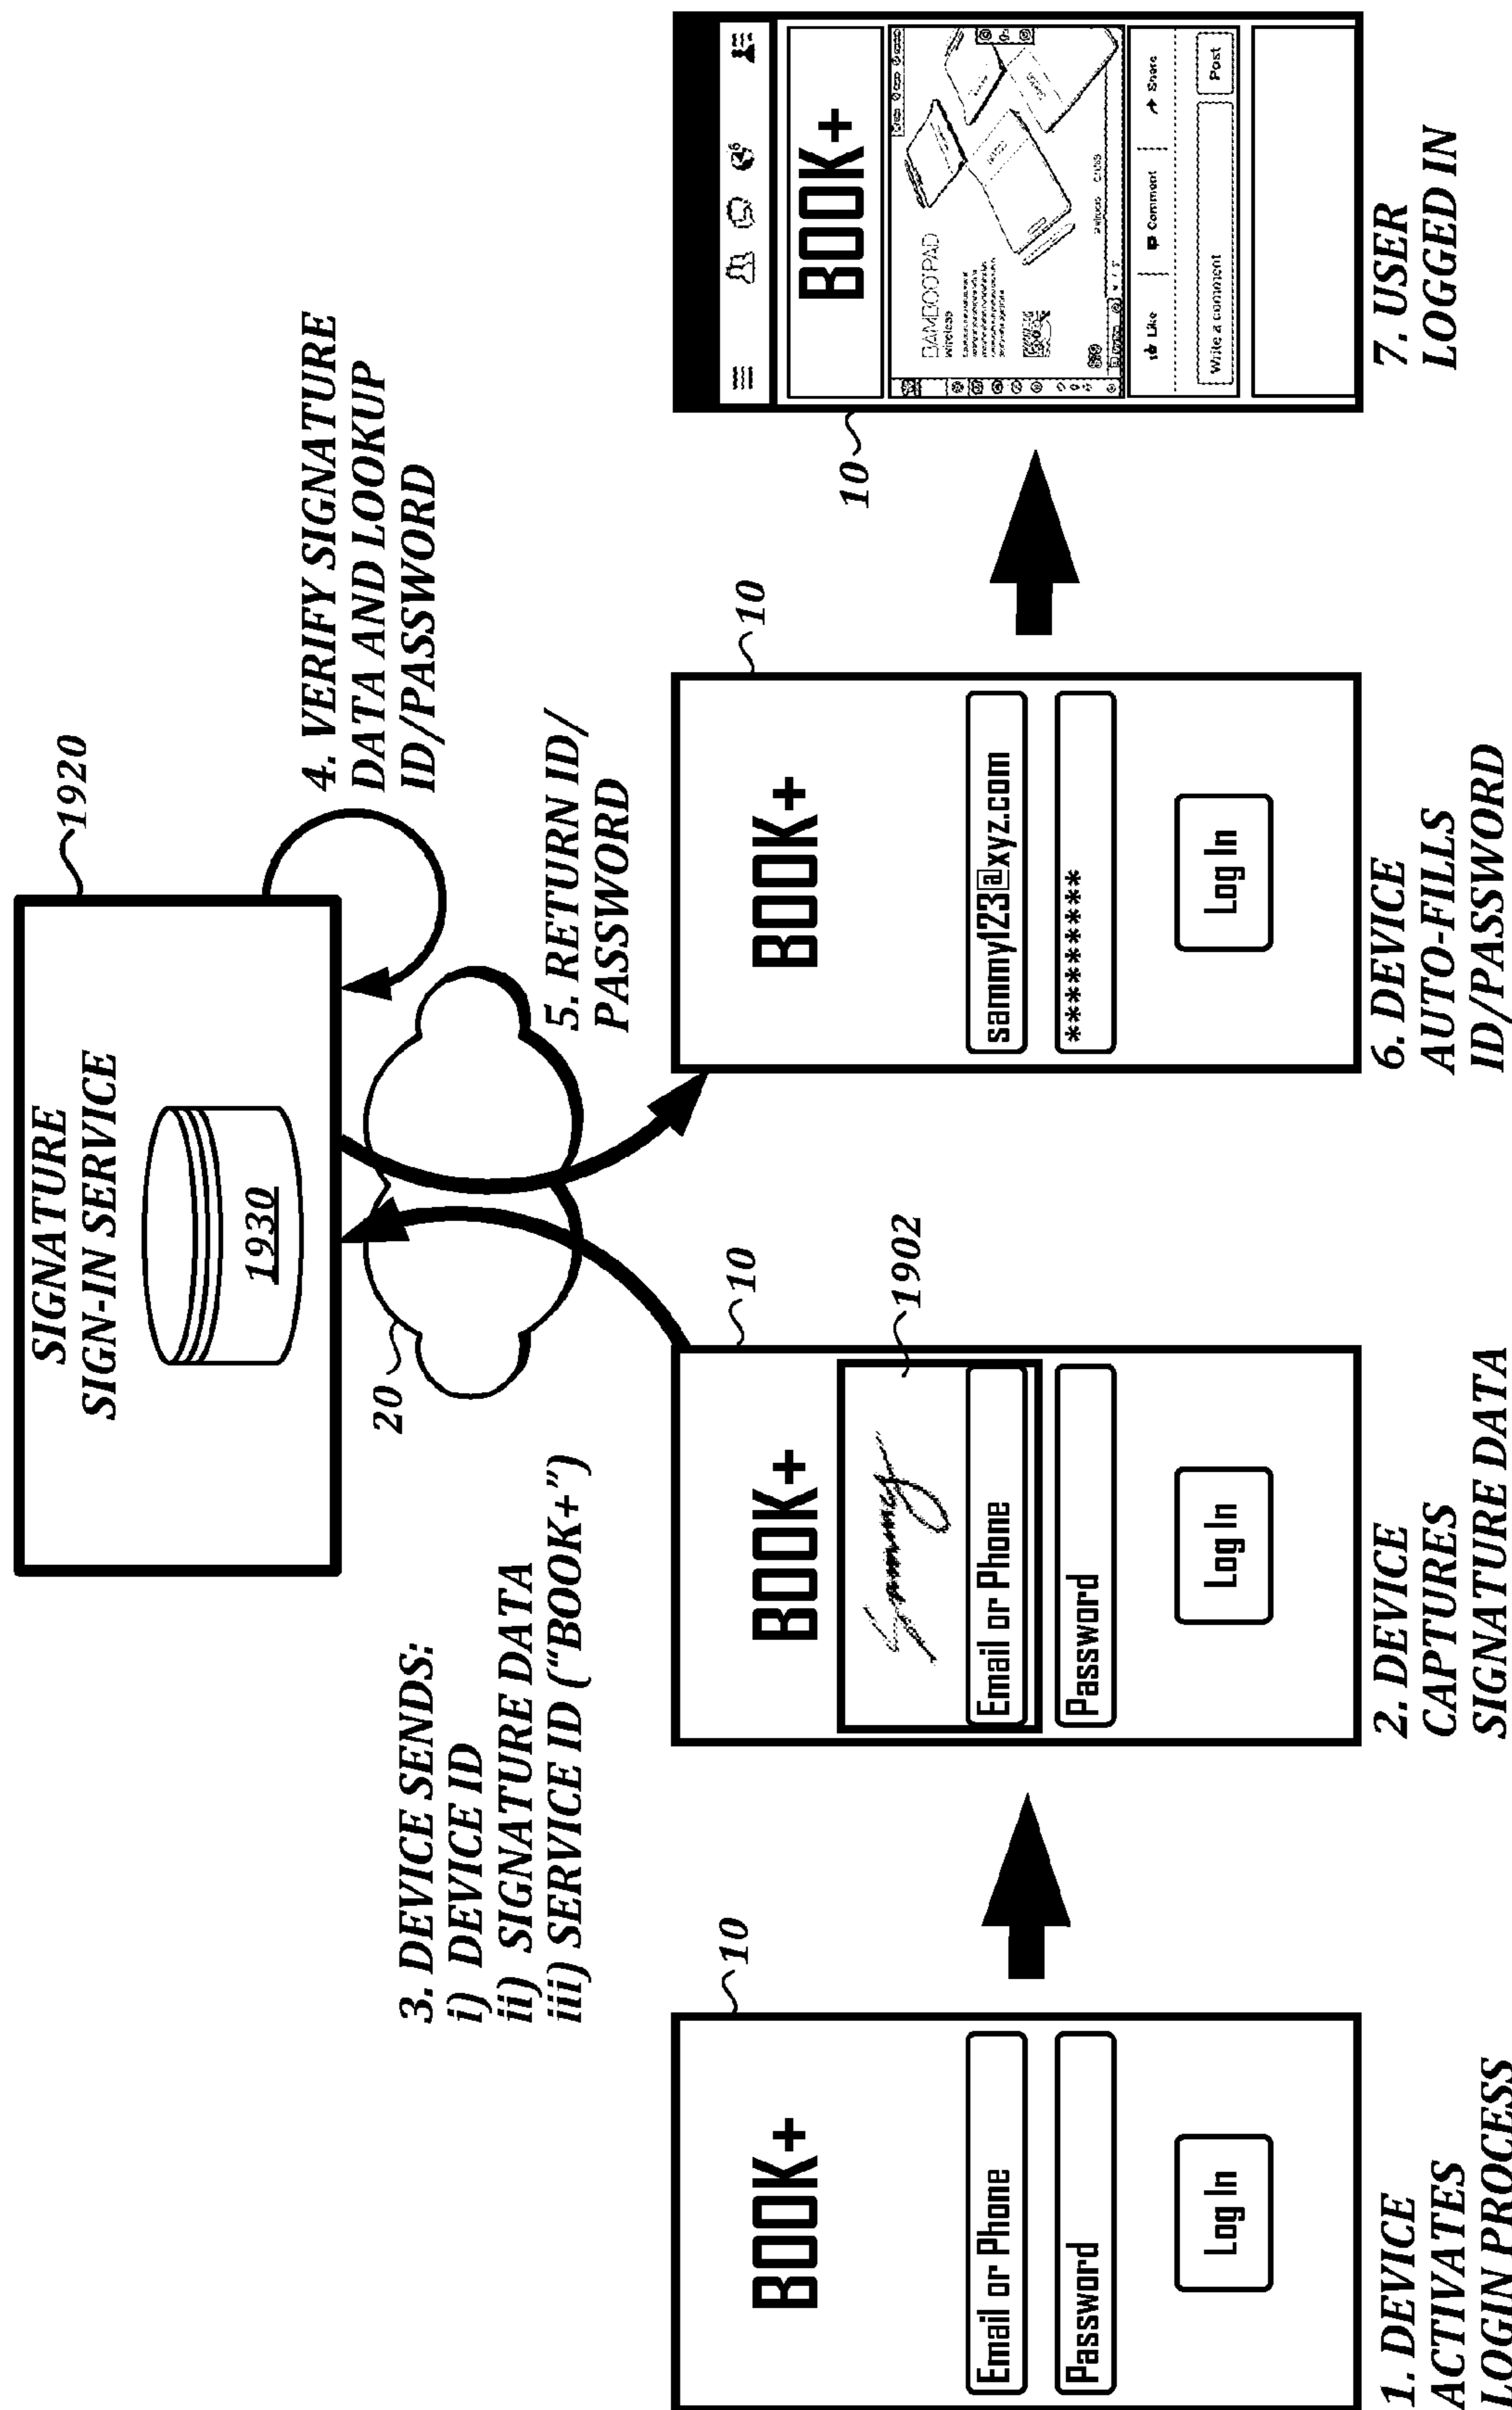 SIGNATURE
SIGN-IN SERVICE
1930
1920
4. VERIFY SIGNATURE
DATA AND LOOKUP
ID/PASSWORD
20
3. DEVICE SENDS:
i) DEVICE ID
ii) SIGNATURE DATA
iii) SERVICE ID ("BOOK+")
5. RETURN ID/
PASSWORD
10
BOOK+
Email or Phone
Password
Log In
1. DEVICE
ACTIVATES
LOGIN PROCESS
10
1902
BOOK+
Sammy
Email or Phone
Password
Log In
2. DEVICE
CAPTURES
SIGNATURE DATA
10
BOOK+
sammy123@xyz.com
*********
Log In
6. DEVICE
AUTO-FILLS
ID/PASSWORD
10
BOOK+
BAMBOO PAD
wireless
Like Comment Share
Write a comment Post
7. USER
LOGGED IN